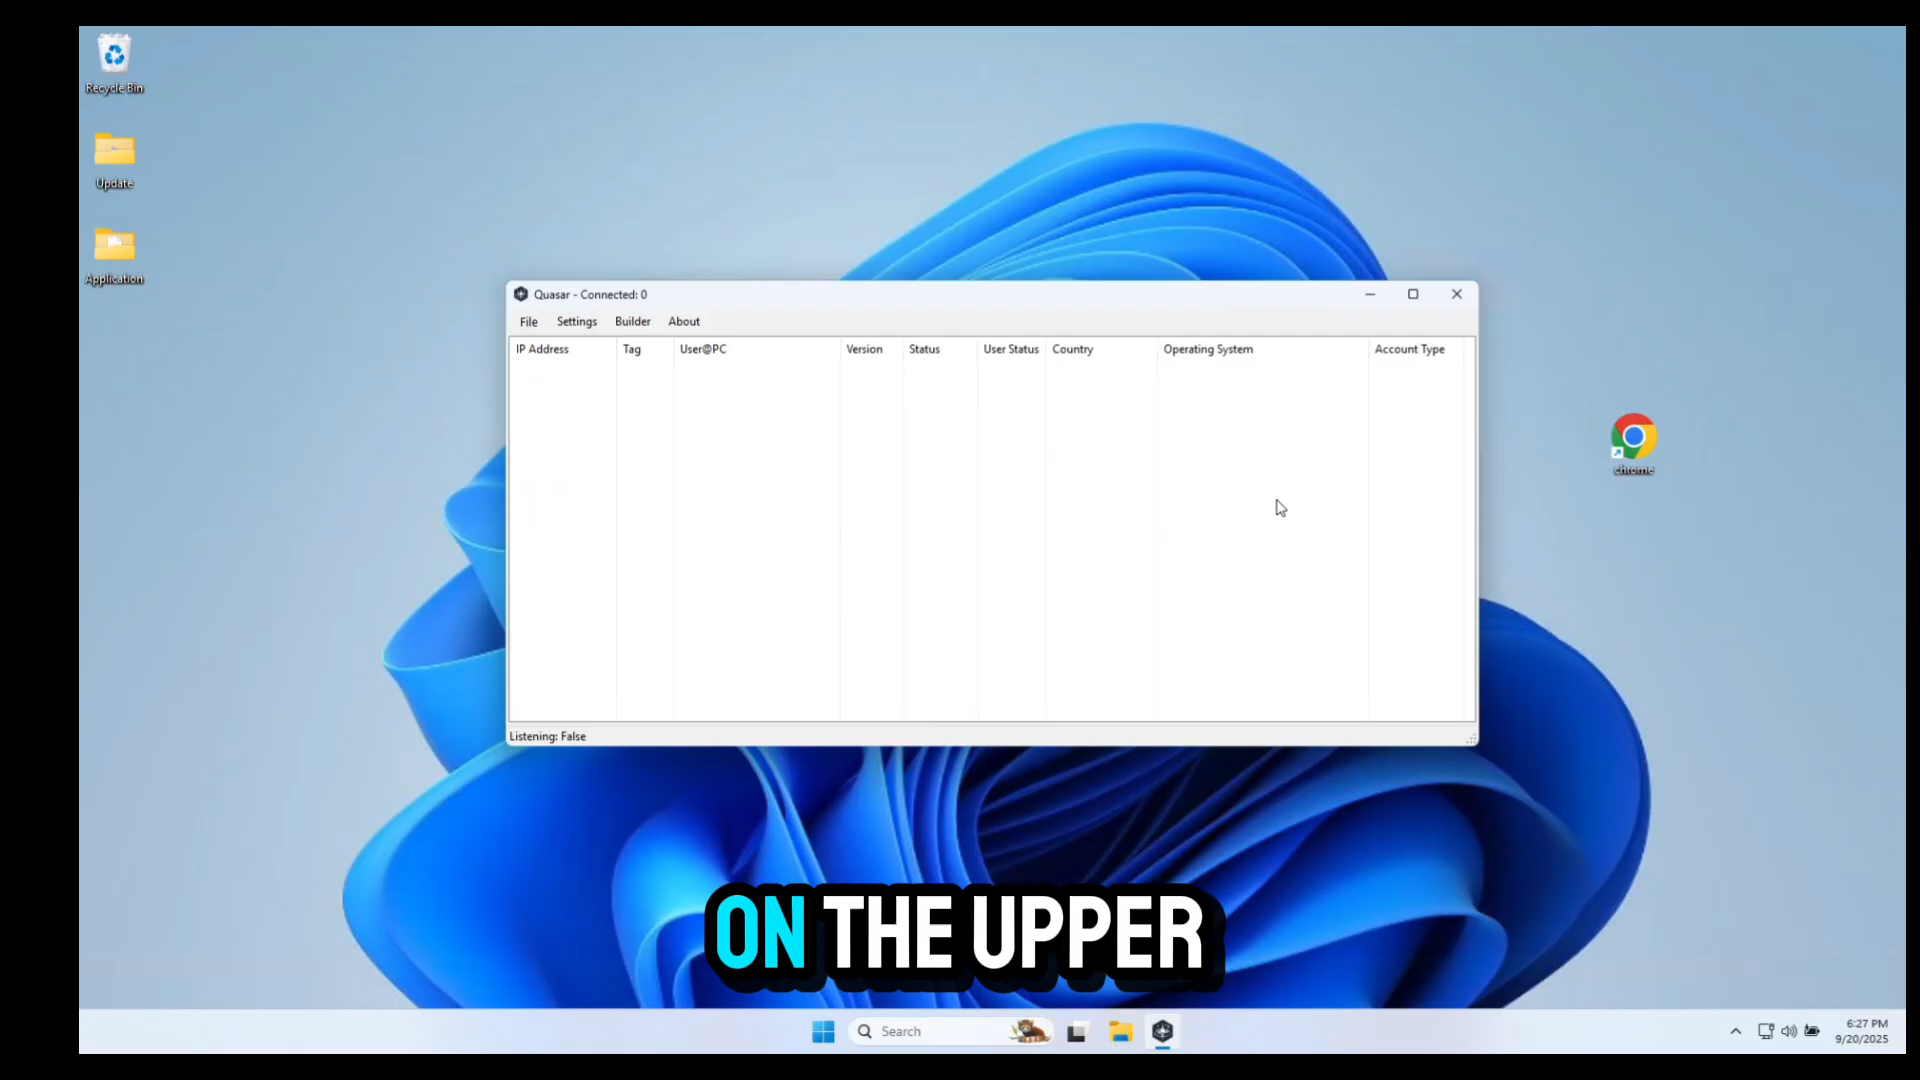 Recycle Bin
Update
Application
Quasar - Connected: 0
File Settings Builder About
IP Address Tag User@PC Version Status User Status Country Operating System Account Type
chrome
Listening: False
ON THE UPPER
Search
6:27 PM
9/20/2025